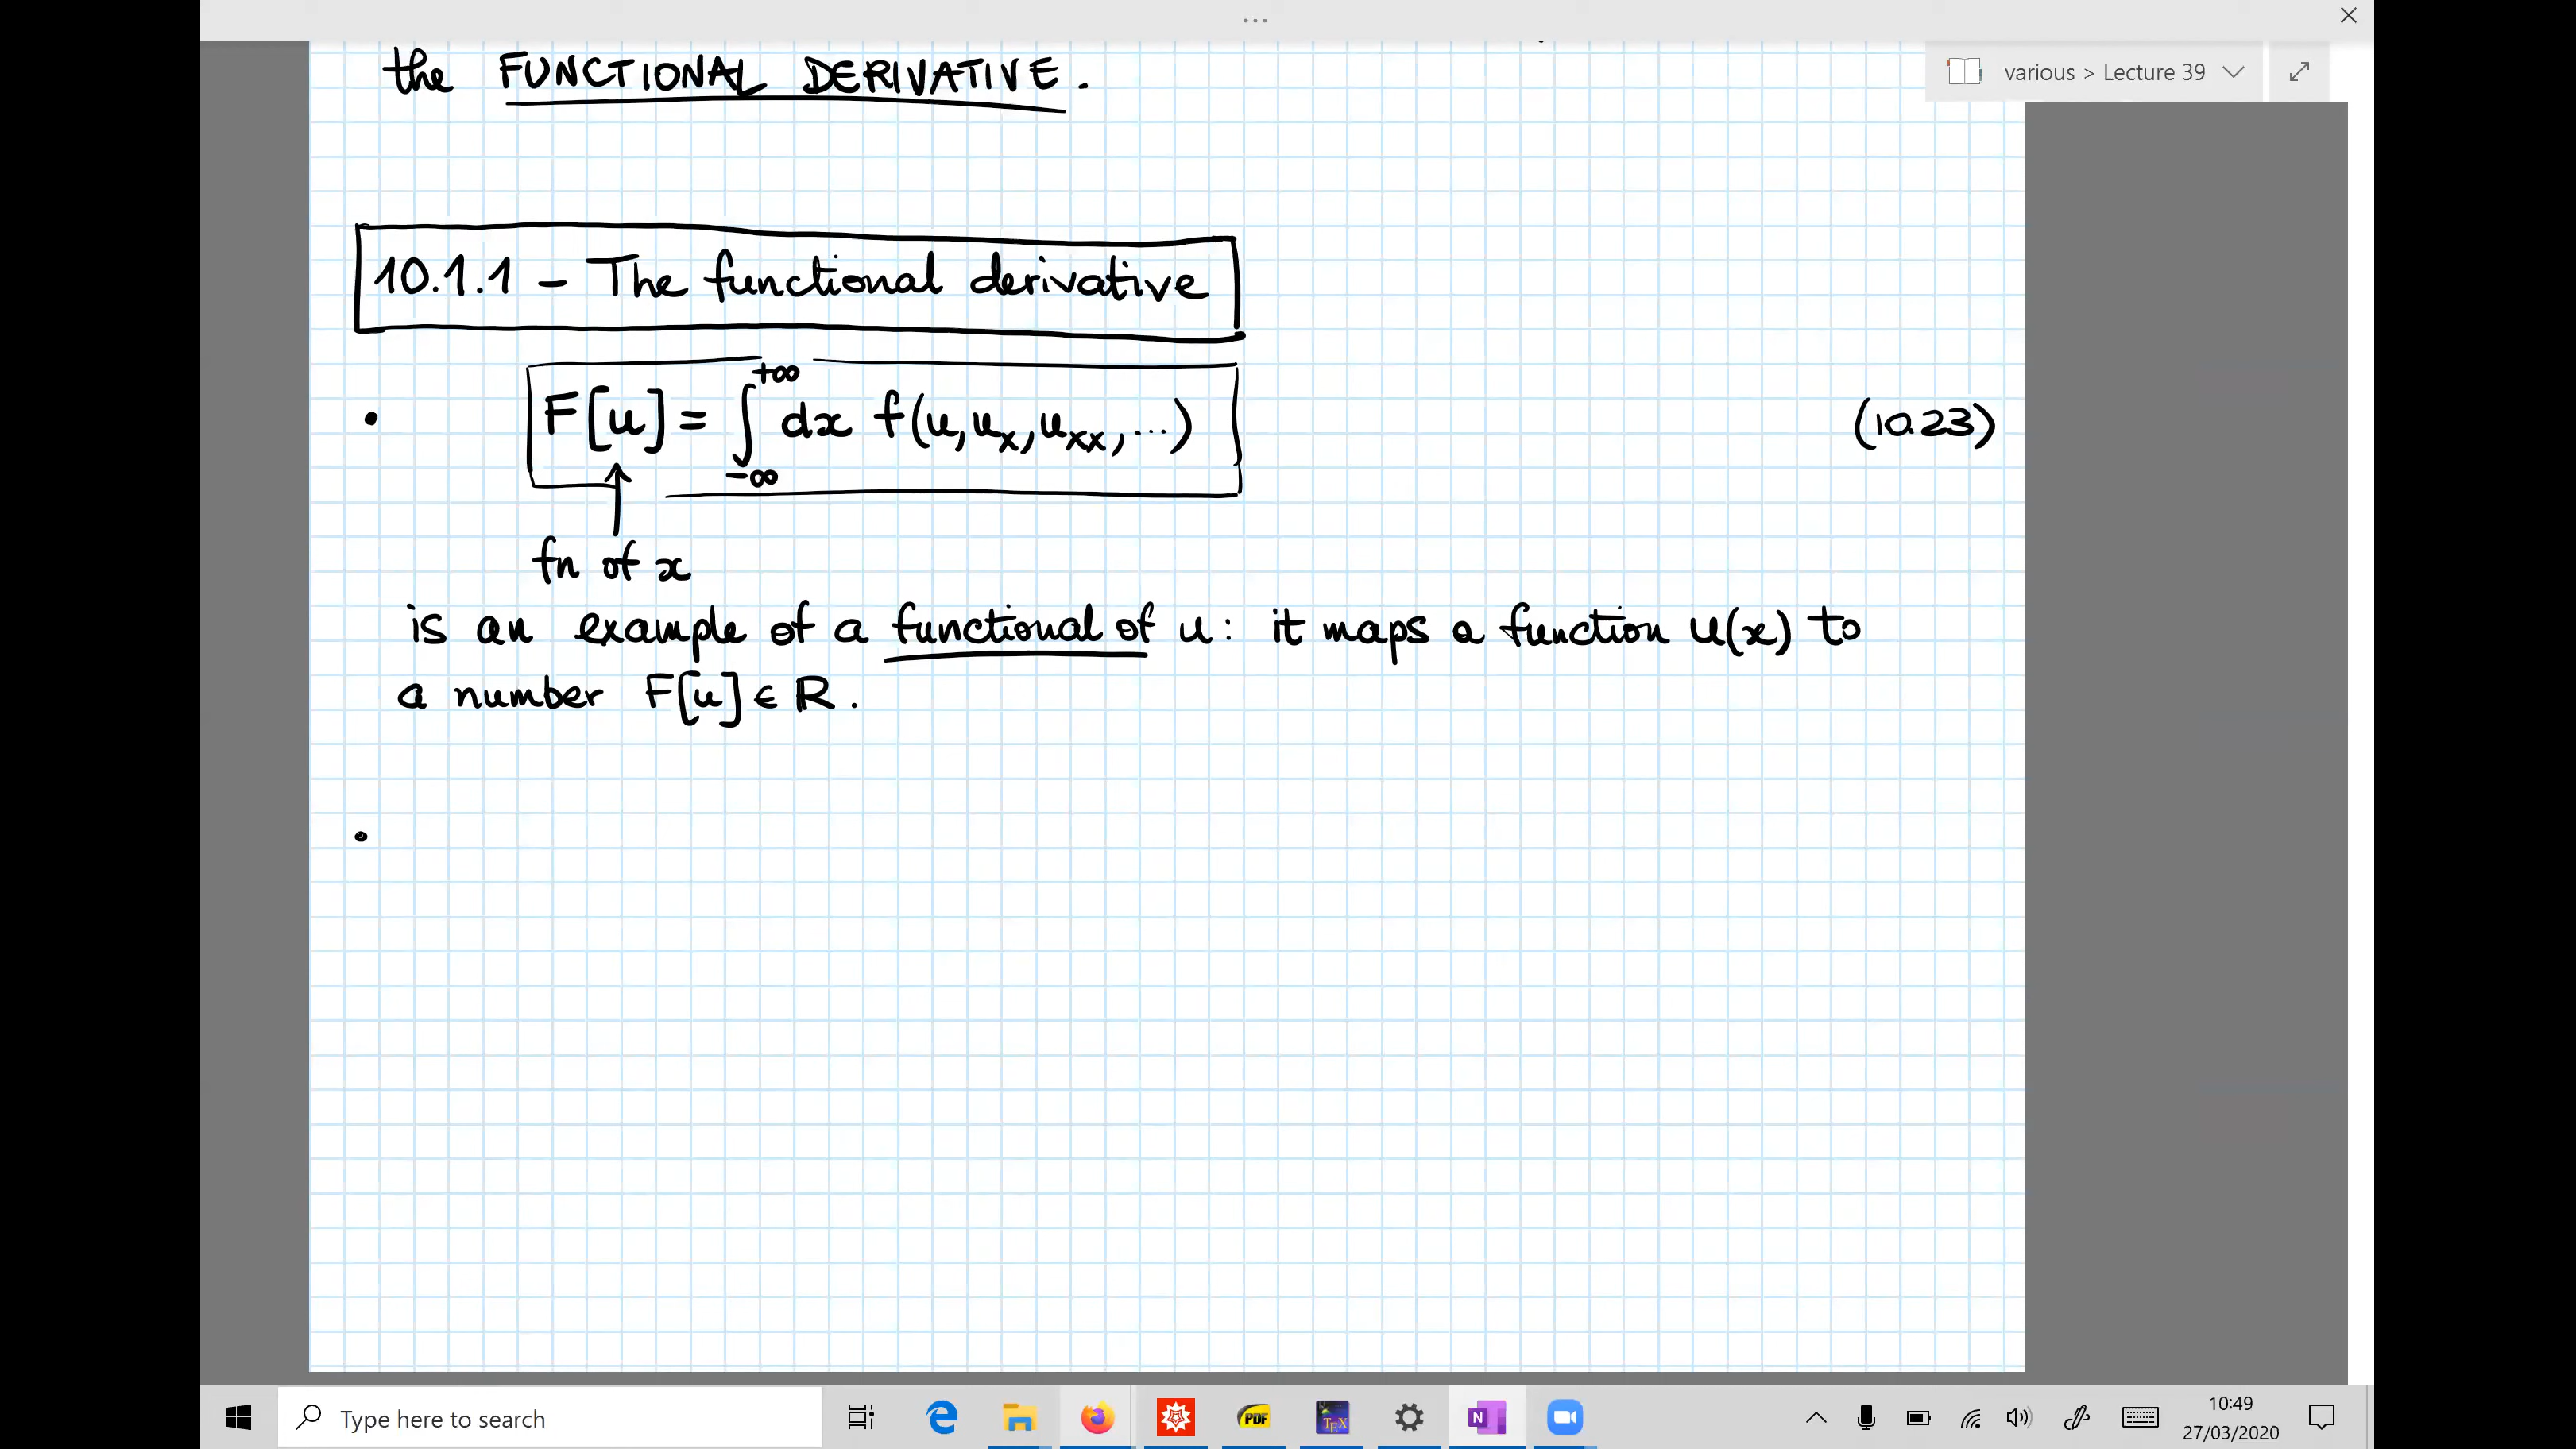 ...
the FUNCTIONAL DERIVATIVE.
various > Lecture 39
10.1.1 – The functional derivative
• F[u] = ∫_{-∞}^{+∞} dx f(u, u_x, u_xx, ...) (10.23)
↑
fn of x
is an example of a functional of u: it maps a function u(x) to
a number F[u] ∈ ℝ.
•
Type here to search
PDF
TEX
N
10:49
27/03/2020